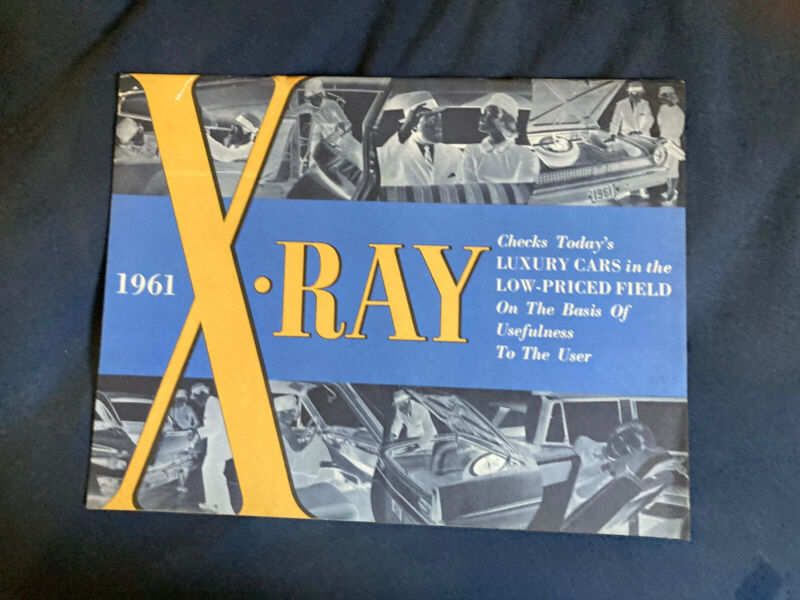 1961
X·RAY
Checks Today's
LUXURY CARS in the
LOW-PRICED FIELD
On The Basis Of
Usefulness
To The User
1961